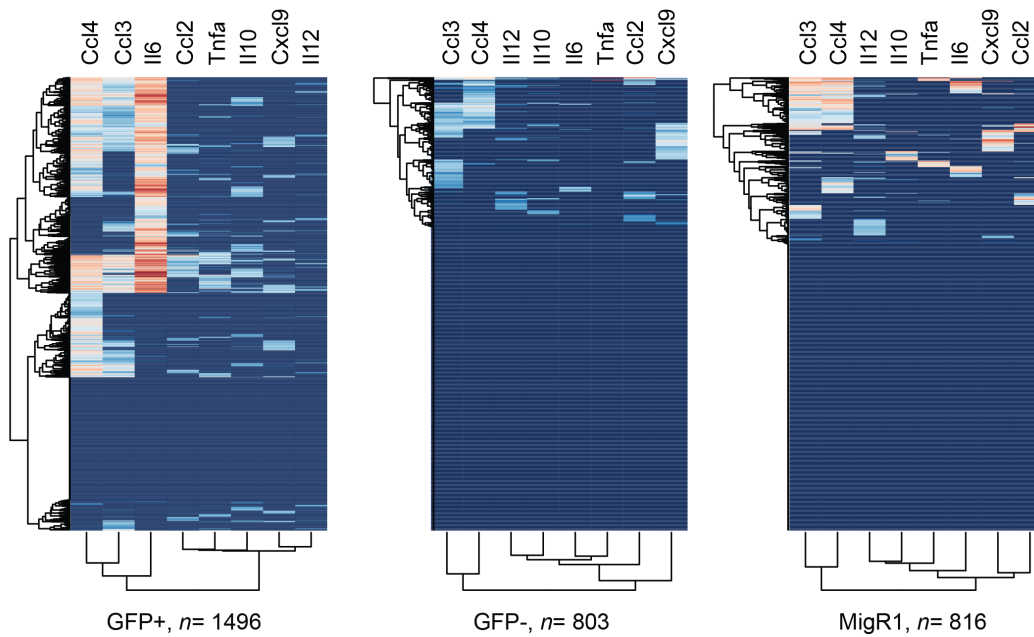 Ccl4 Ccl3 Il6 Ccl2 Tnfa Il10 Cxcl9 Il12
Ccl3 Ccl4 Il12 Il10 Il6 Tnfa Ccl2 Cxcl9
Ccl3 Ccl4 Il12 Il10 Tnfa Il6 Cxcl9 Ccl2
GFP+, n= 1496
GFP-, n= 803
MigR1, n= 816